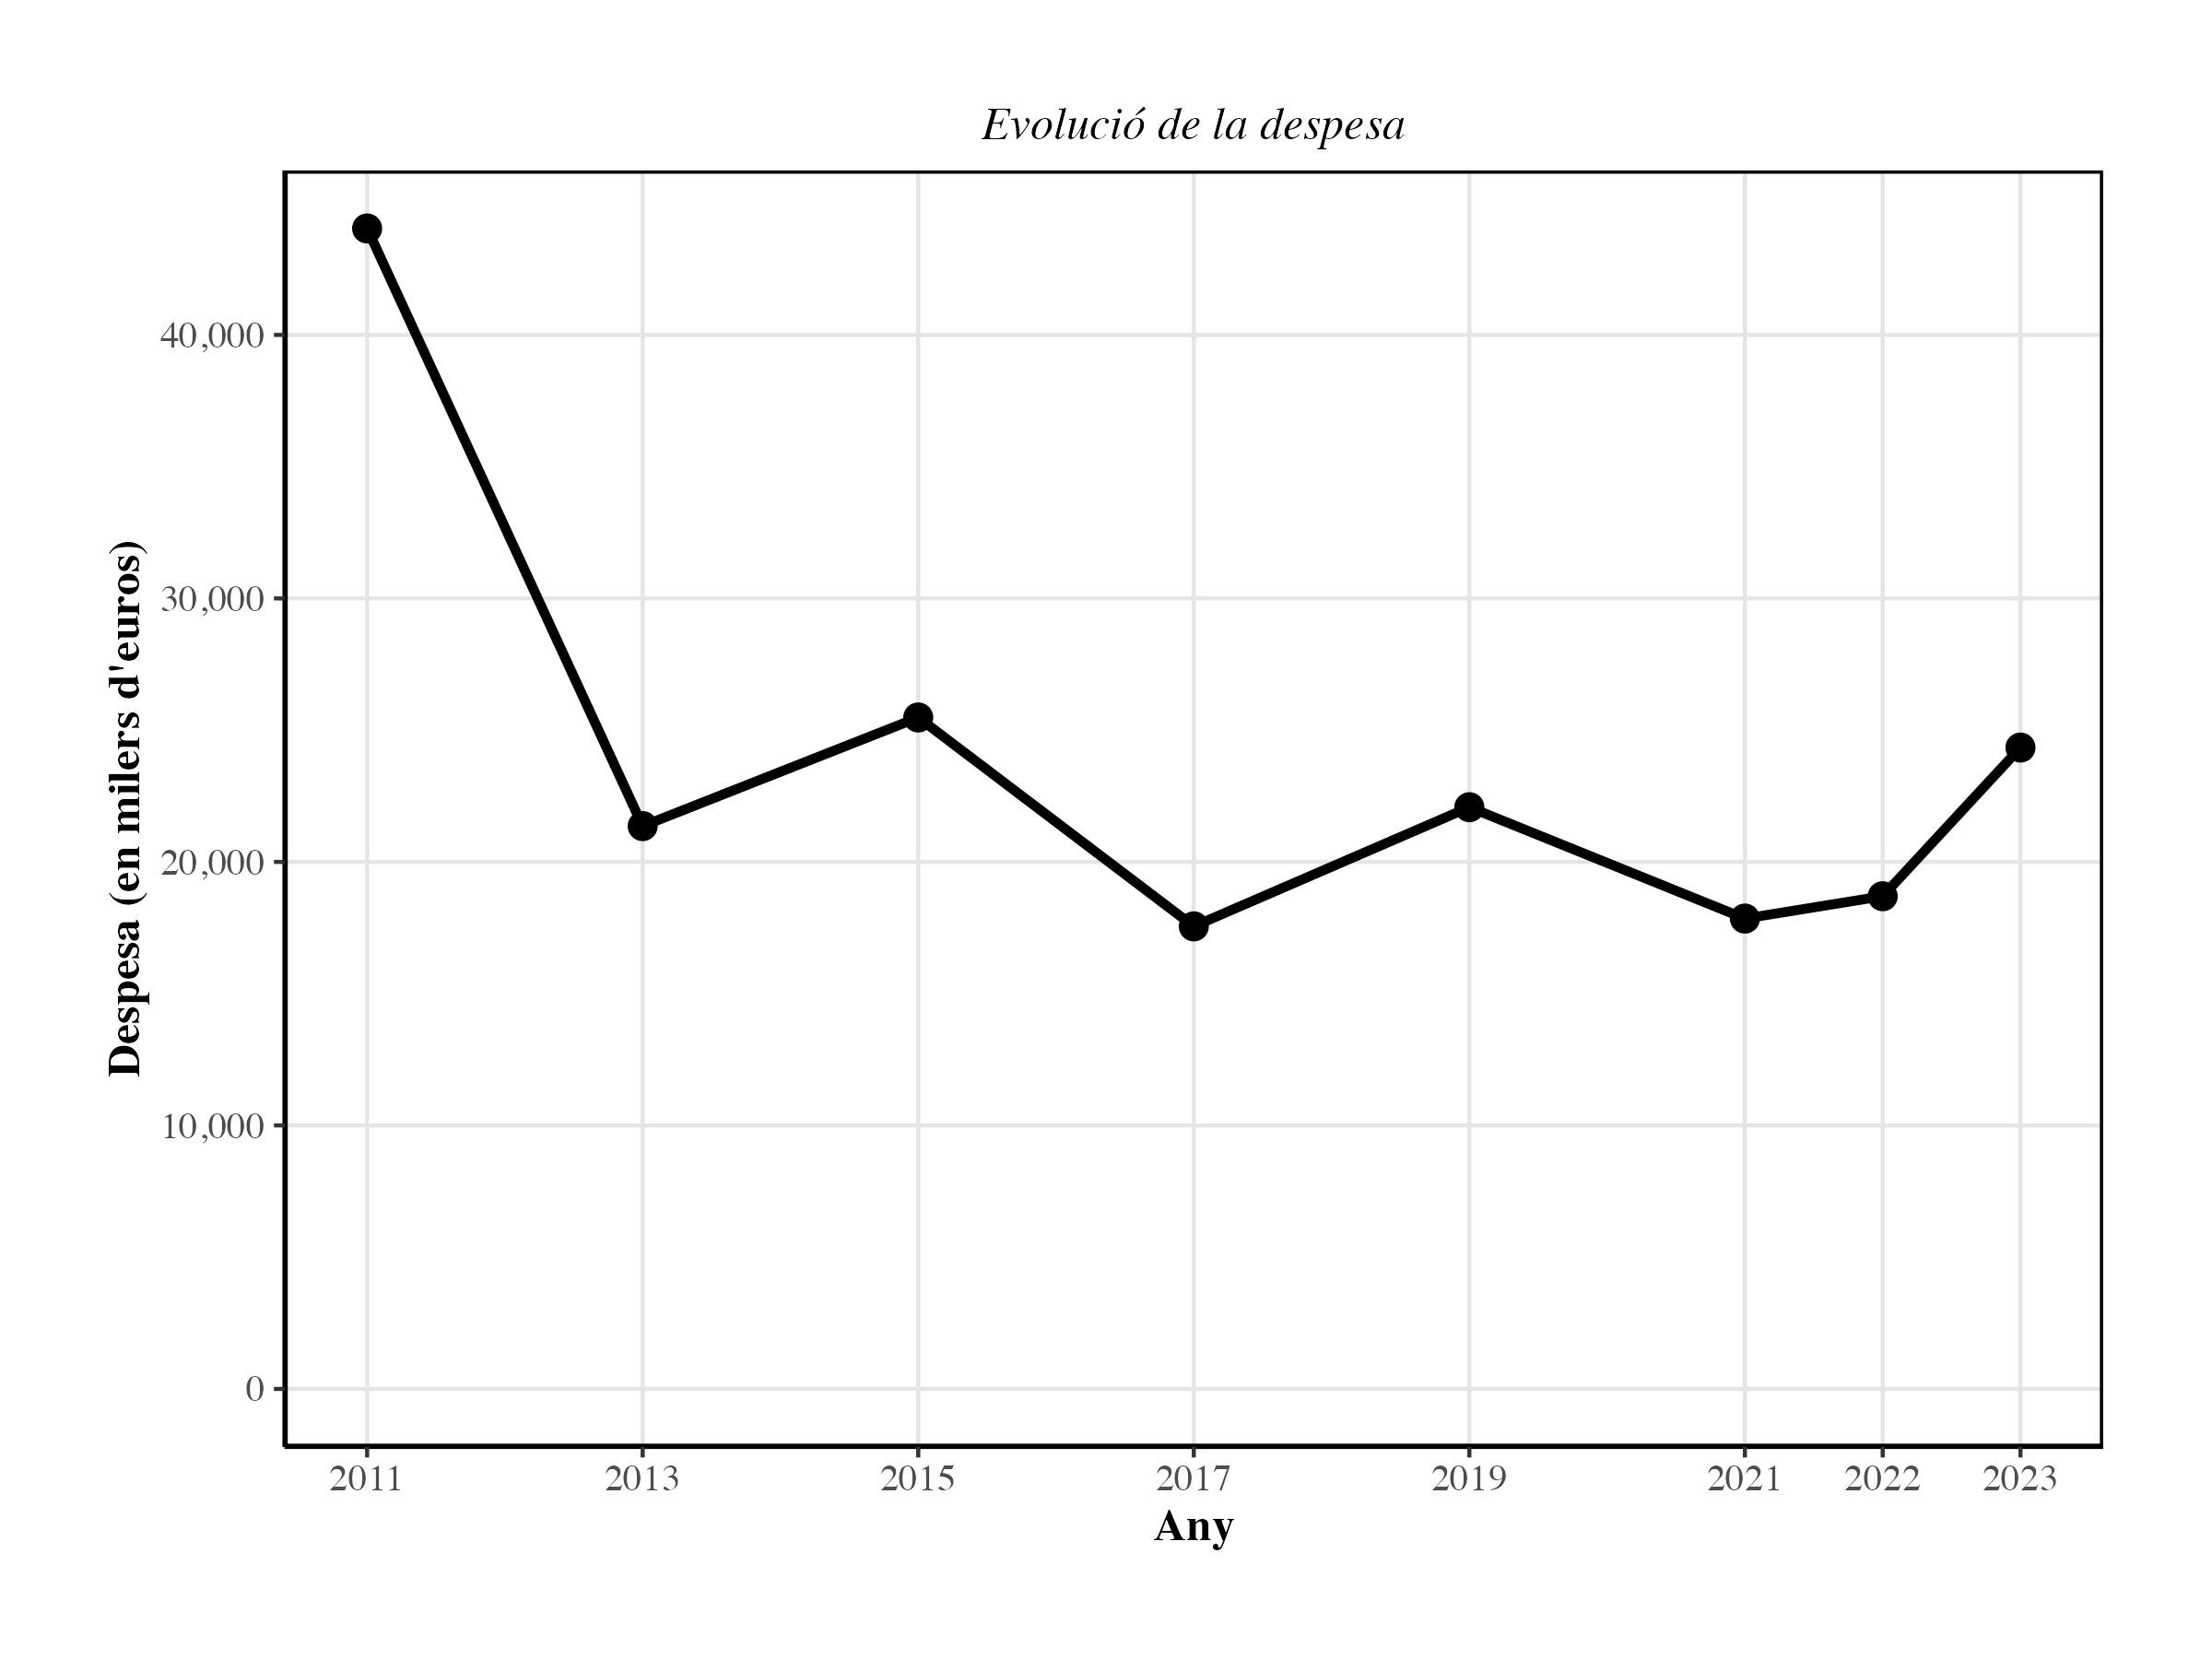 Evolució de la despesa
Despesa (en milers d'euros)
40,000
30,000
20,000
10,000
0
2011 2013 2015 2017 2019 2021 2022 2023
Any